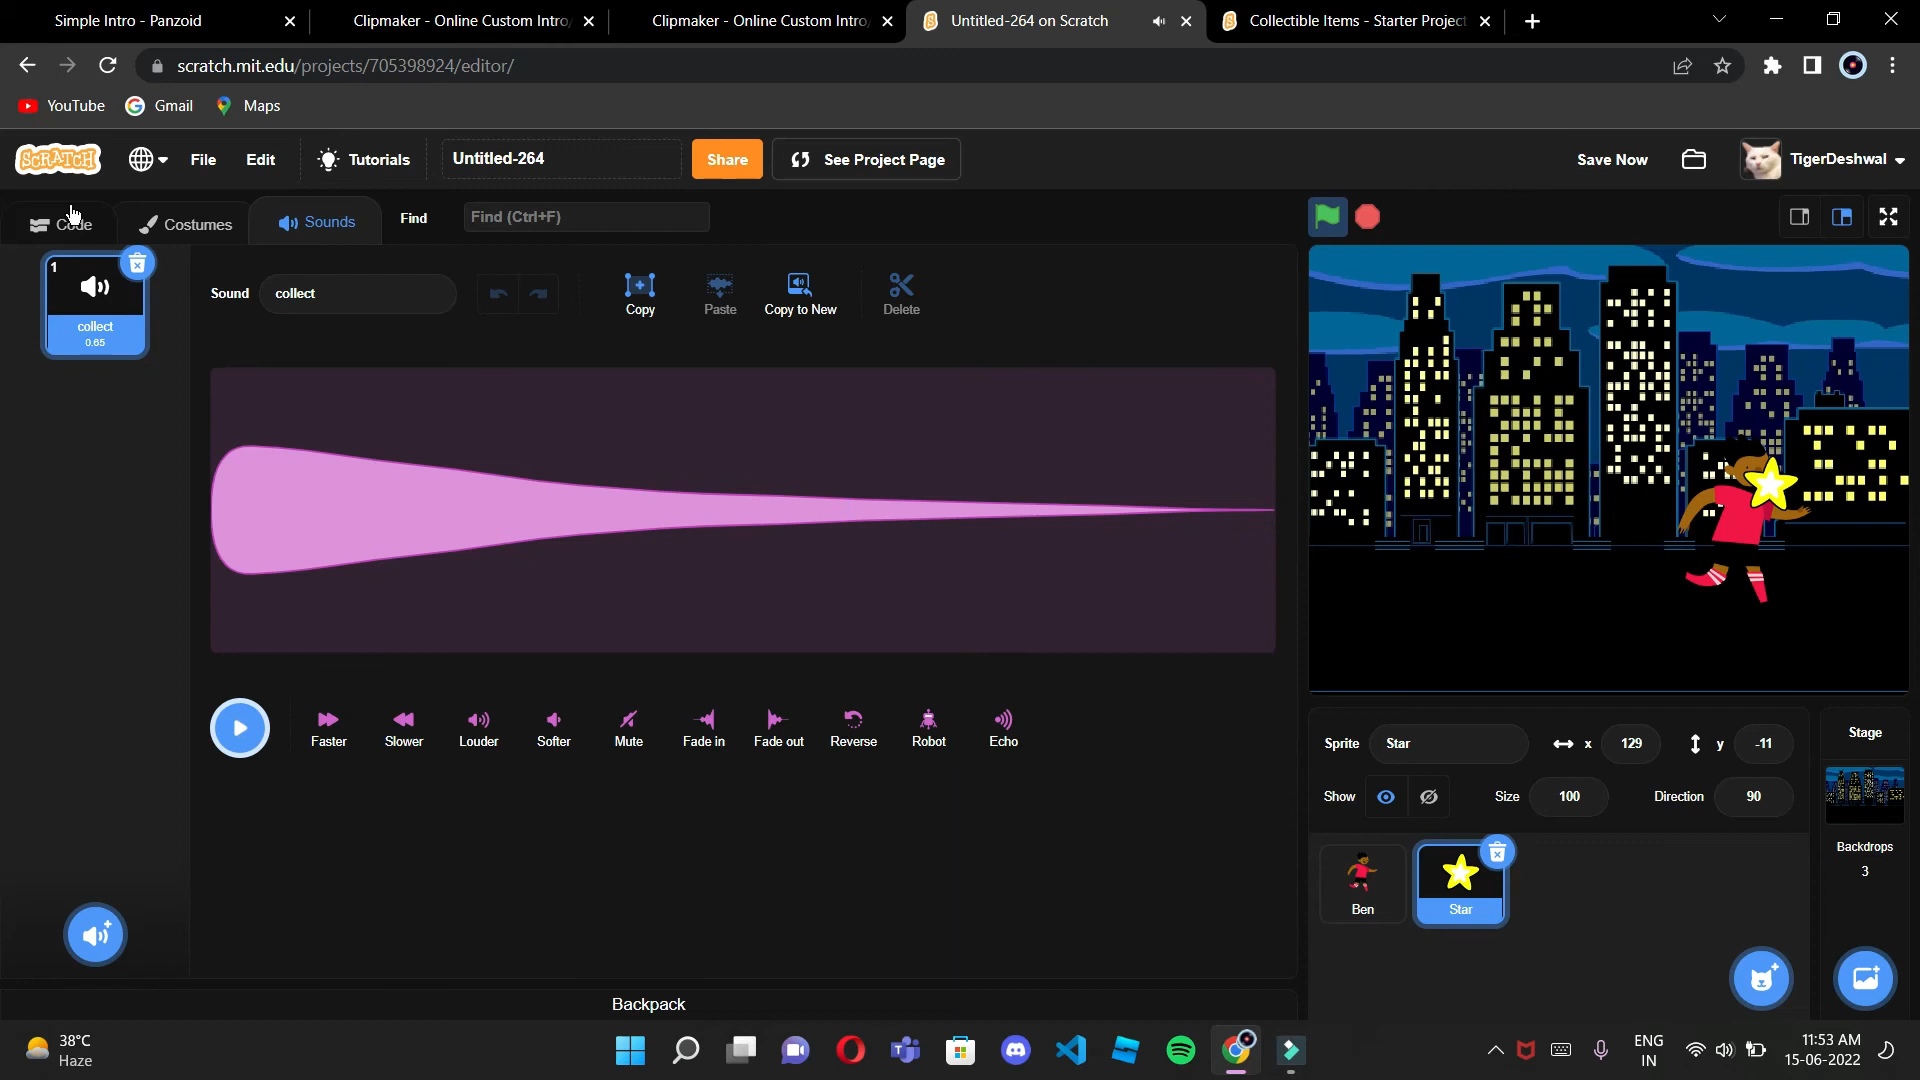 Simple Intro - Panzoid
Clipmaker - Online Custom Intro
Clipmaker - Online Custom Intro
Untitled-264 on Scratch
Collectible Items - Starter Project
scratch.mit.edu/projects/705398924/editor/
YouTube
Gmail
Maps
SCRATCH
File
Edit
Tutorials
Untitled-264
Share
See Project Page
Save Now
TigerDeshwal
Code
Costumes
Sounds
Find
Find (Ctrl+F)
1
collect
0.65
Sound
collect
Copy
Paste
Copy to New
Delete
Faster
Slower
Louder
Softer
Mute
Fade in
Fade out
Reverse
Robot
Echo
Sprite
Star
x
129
y
-11
Show
Size
100
Direction
90
Ben
Star
Stage
Backdrops
3
Backpack
38°C
Haze
ENG
IN
11:53 AM
15-06-2022